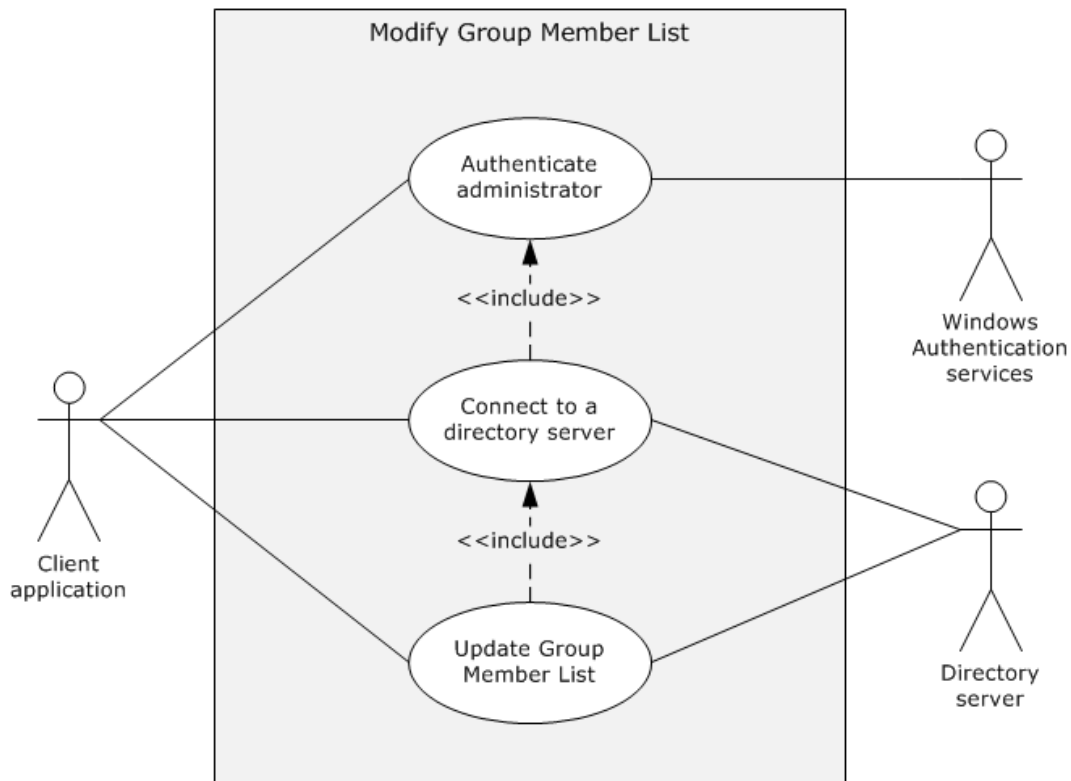 Modify Group Member List
Authenticate
administrator
<<include>>
Windows
Authentication
services
Connect to a
directory server
Client
application
<<include>>
Update Group
Member List
Directory
server